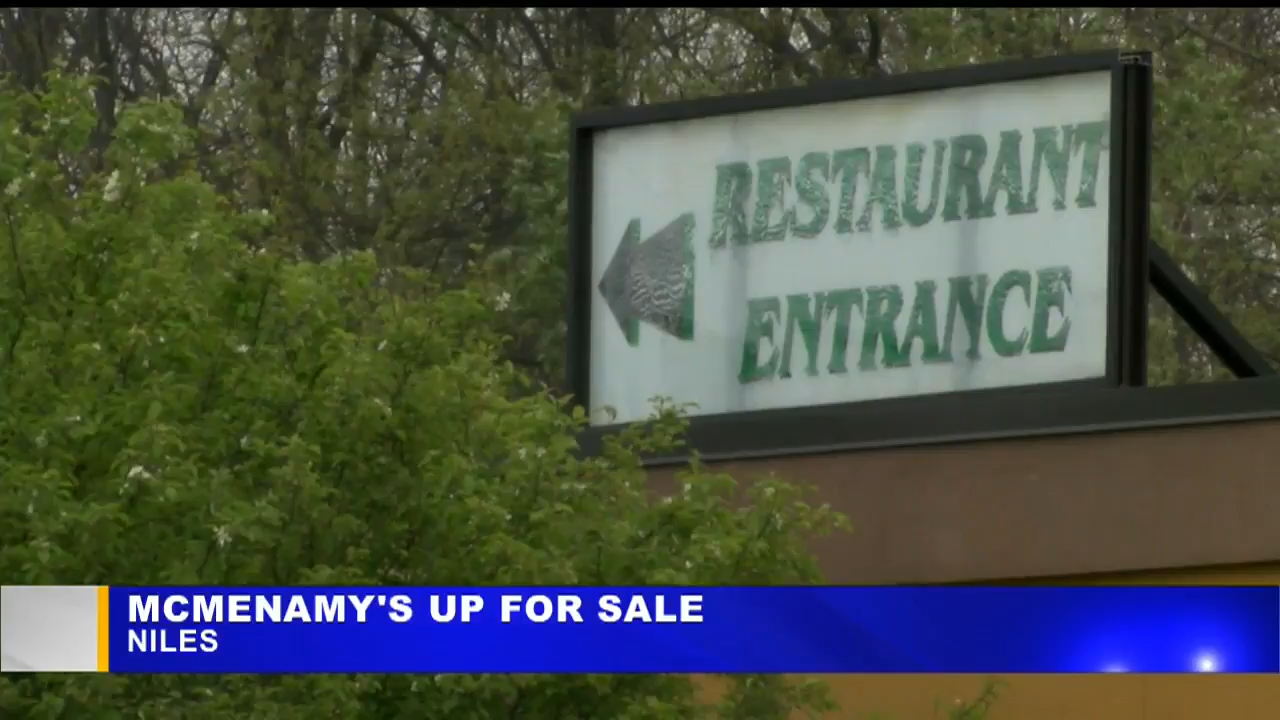 RESTAURANT
ENTRANCE
MCMENAMY'S UP FOR SALE
NILES